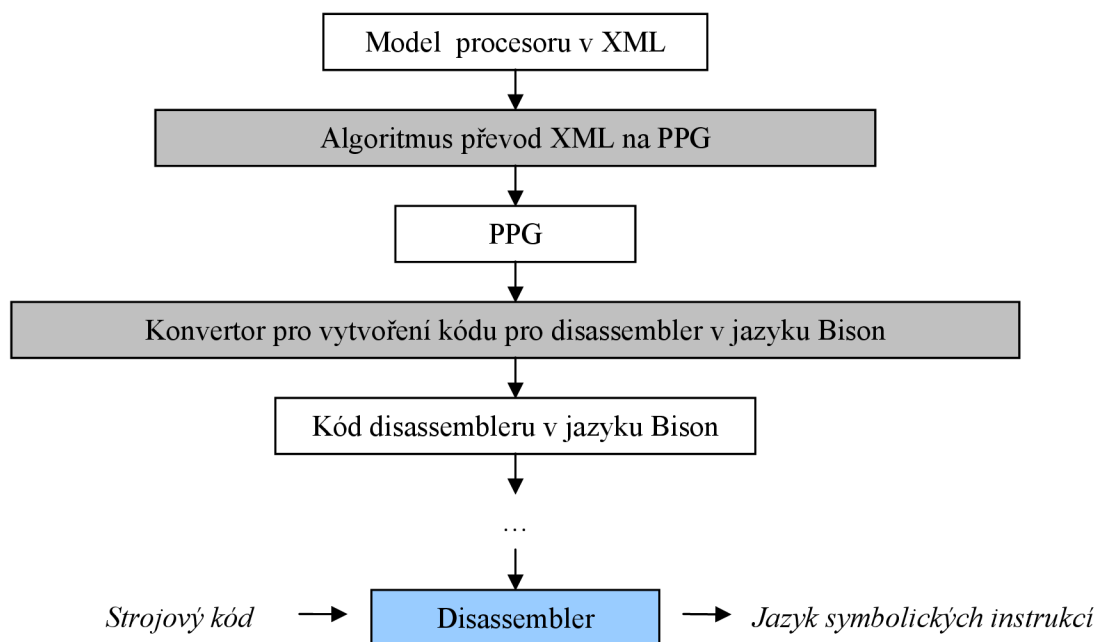 Model procesoru v XML
Algoritmus převod XML na PPG
PPG
Konvertor pro vytvoření kódu pro disassembler v jazyku Bison
Kód disassembleru v jazyku Bison
...
Strojový kód Disassembler Jazyk symbolických instrukcí